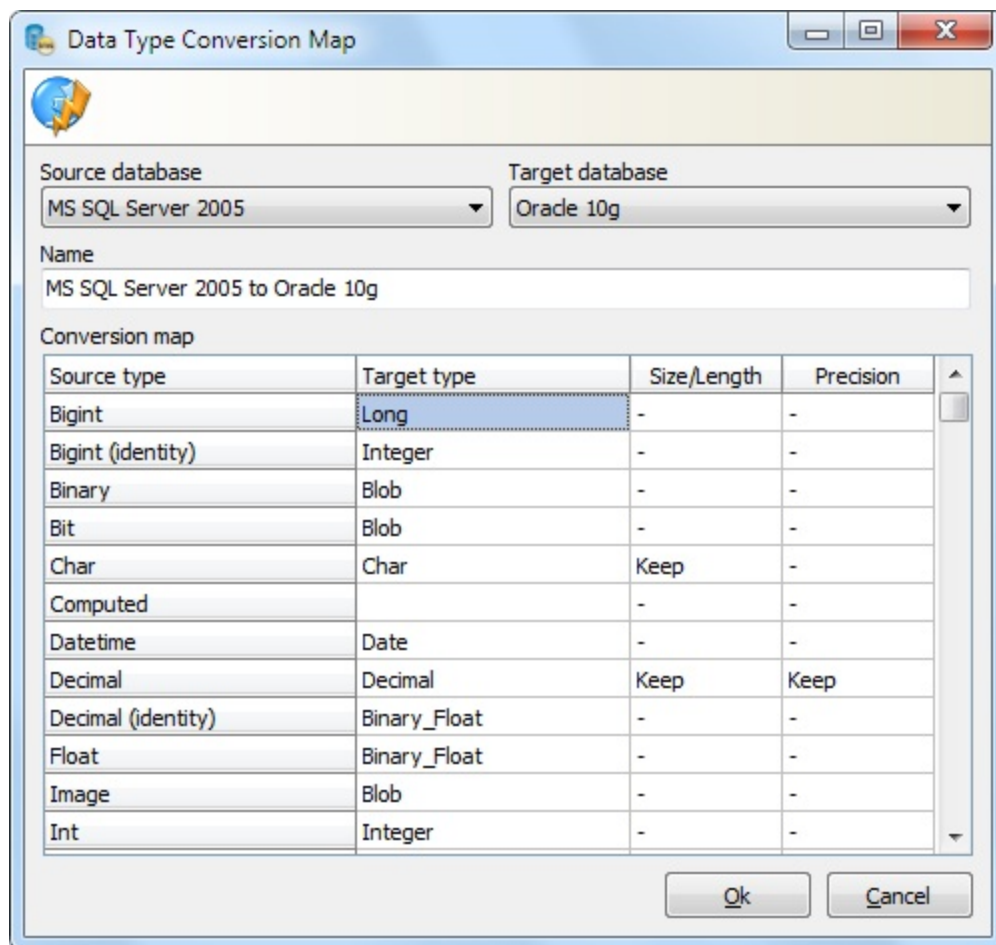 Data Type Conversion Map
Source database Target database
MS SQL Server 2005 Oracle 10g
Name
MS SQL Server 2005 to Oracle 10g
Conversion map
Source type Target type Size/Length Precision
Bigint Long - -
Bigint (identity) Integer - -
Binary Blob - -
Bit Blob - -
Char Char Keep -
Computed - -
Datetime Date - -
Decimal Decimal Keep Keep
Decimal (identity) Binary_Float - -
Float Binary_Float - -
Image Blob - -
Int Integer - -
Ok Cancel